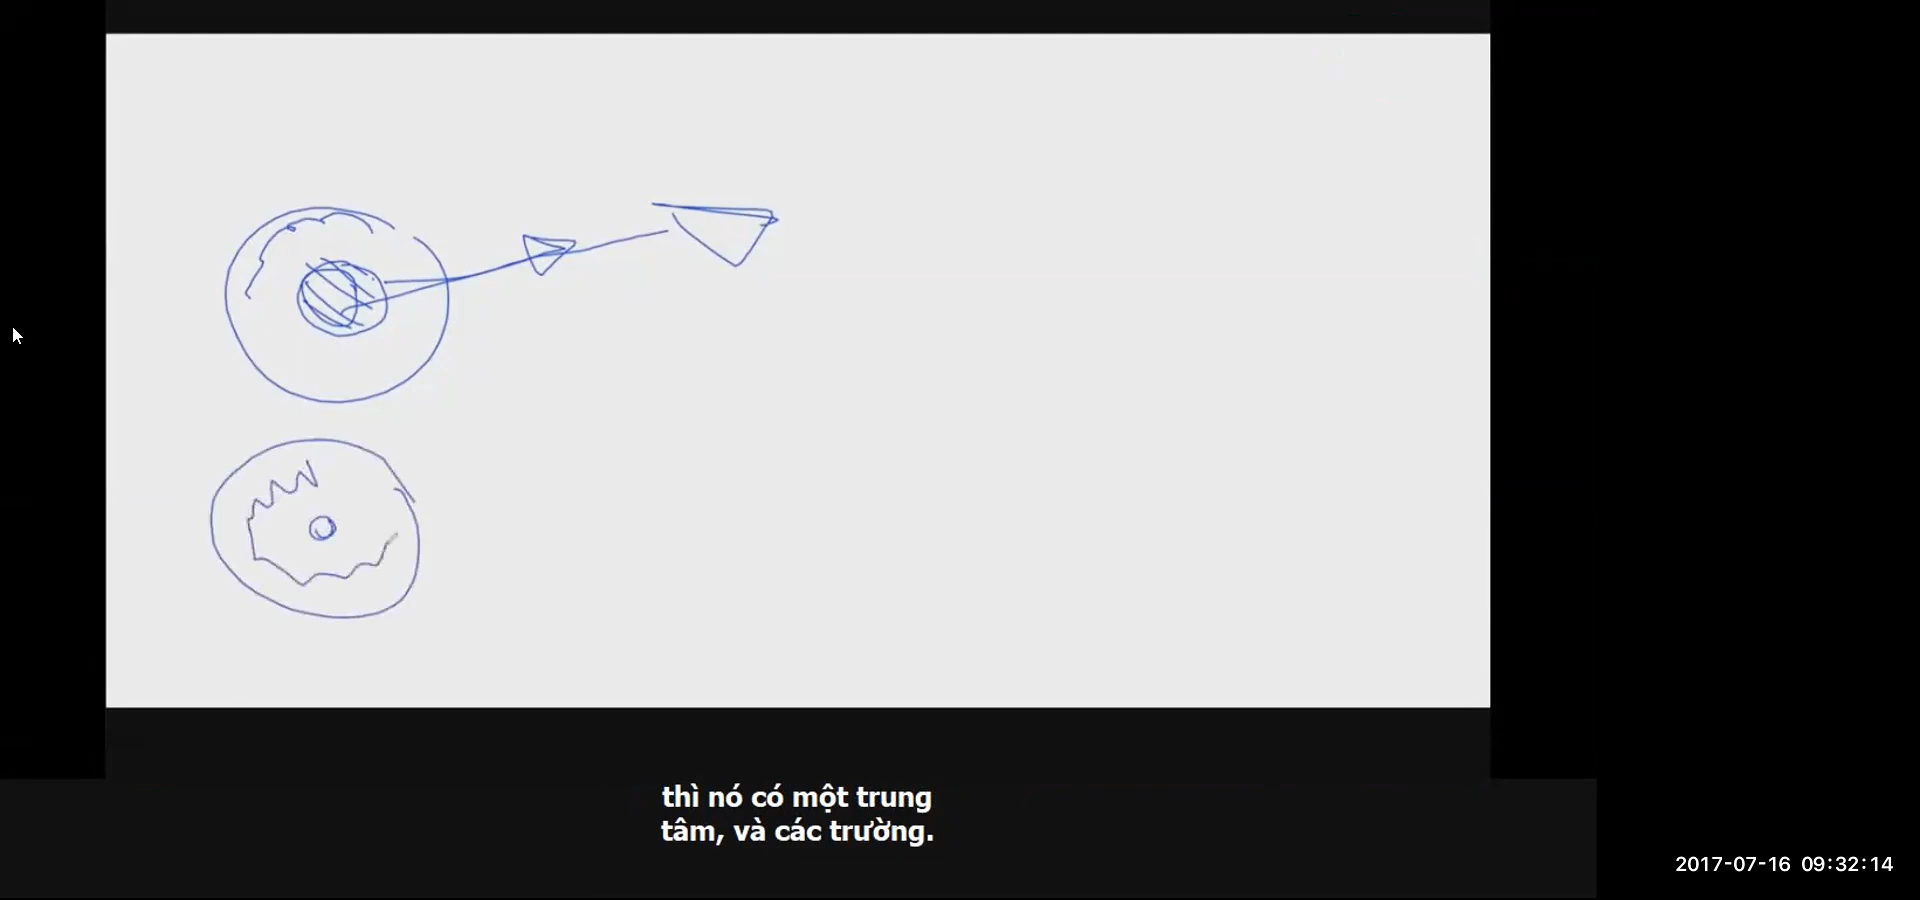 thì nó có một trung
tâm, và các trường.
2017-07-16 09:32:14